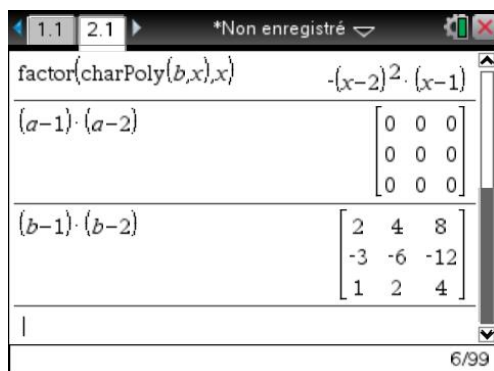 1.1 2.1 *Non enregistré
factor(charPoly(b,x),x) -(x-2)²·(x-1)
(a-1)·(a-2) [0 0 0
0 0 0
0 0 0]
(b-1)·(b-2) [2 4 8
-3 -6 -12
1 2 4]
6/99